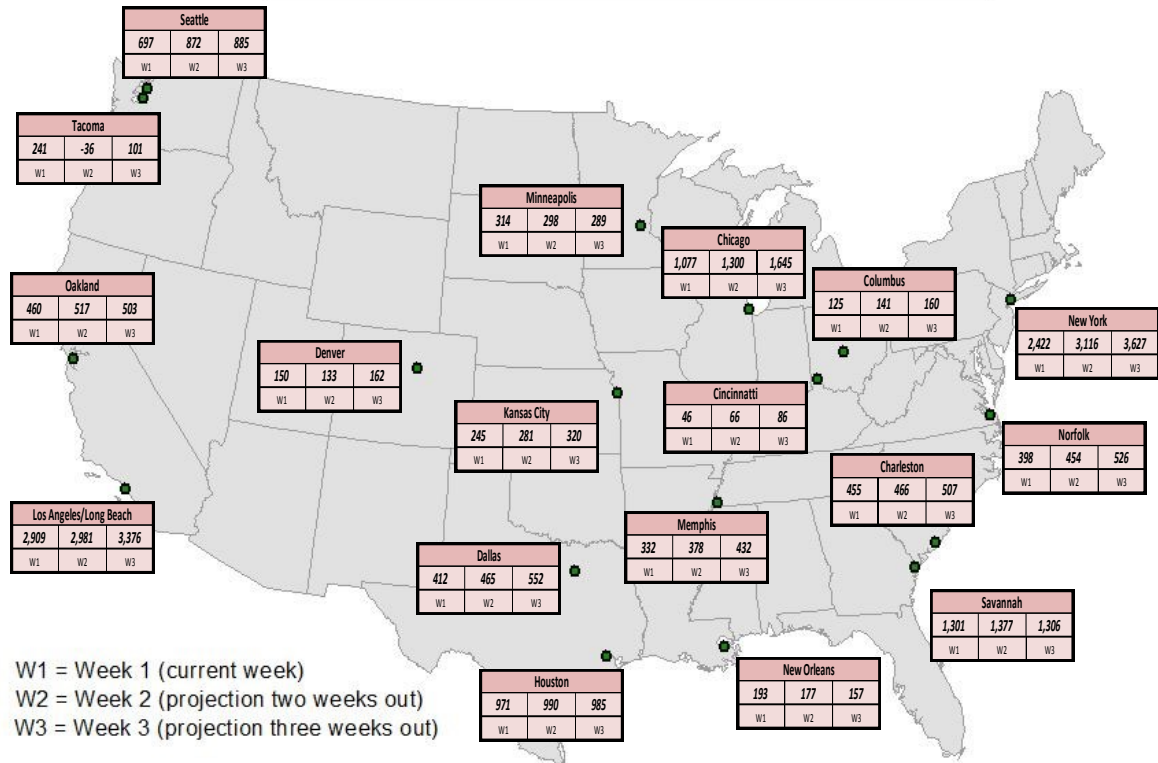 Seattle
697 872 885
W1 W2 W3
Tacoma
241 -36 101
W1 W2 W3
Minneapolis
314 298 289
W1 W2 W3
Chicago
1,077 1,300 1,645
W1 W2 W3
Oakland
460 517 503
W1 W2 W3
Columbus
125 141 160
W1 W2 W3
New York
2,422 3,116 3,627
W1 W2 W3
Denver
150 133 162
W1 W2 W3
Cincinnatti
46 66 86
W1 W2 W3
Kansas City
245 281 320
W1 W2 W3
Norfolk
398 454 526
W1 W2 W3
Charleston
455 466 507
W1 W2 W3
Los Angeles/Long Beach
2,909 2,981 3,376
W1 W2 W3
Memphis
332 378 432
W1 W2 W3
Dallas
412 465 552
W1 W2 W3
Savannah
1,301 1,377 1,306
W1 W2 W3
New Orleans
193 177 157
W1 W2 W3
Houston
971 990 985
W1 W2 W3
W1 = Week 1 (current week)
W2 = Week 2 (projection two weeks out)
W3 = Week 3 (projection three weeks out)